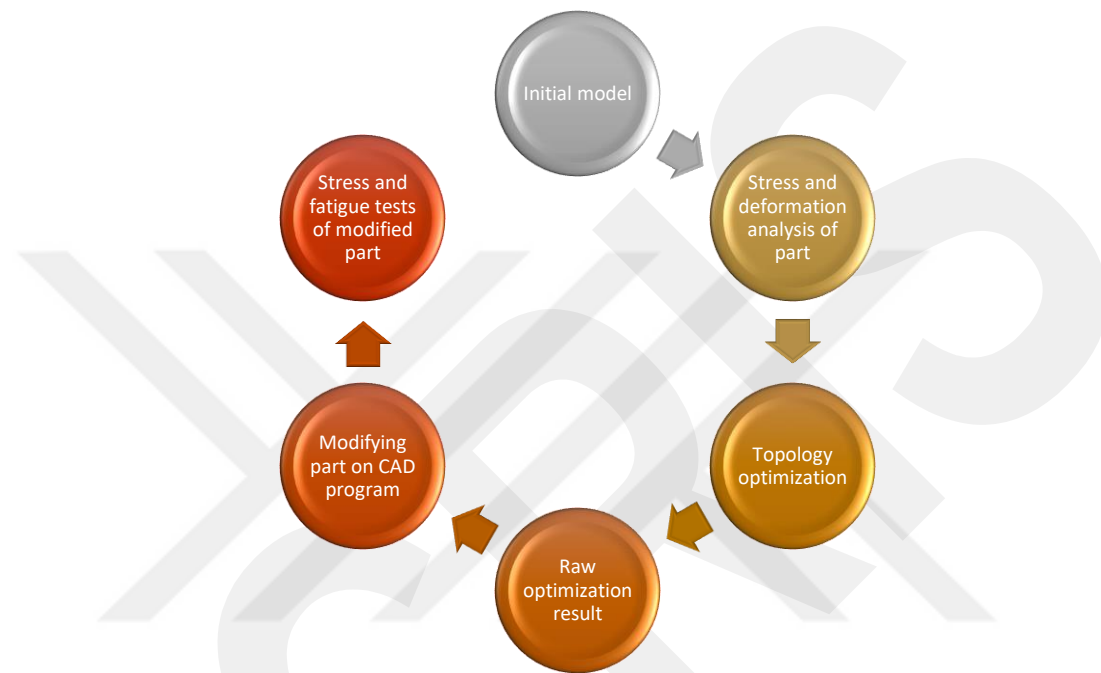 Initial model
Stress and
deformation
analysis of
part
Topology
optimization
Raw
optimization
result
Modifying
part on CAD
program
Stress and
fatigue tests
of modified
part